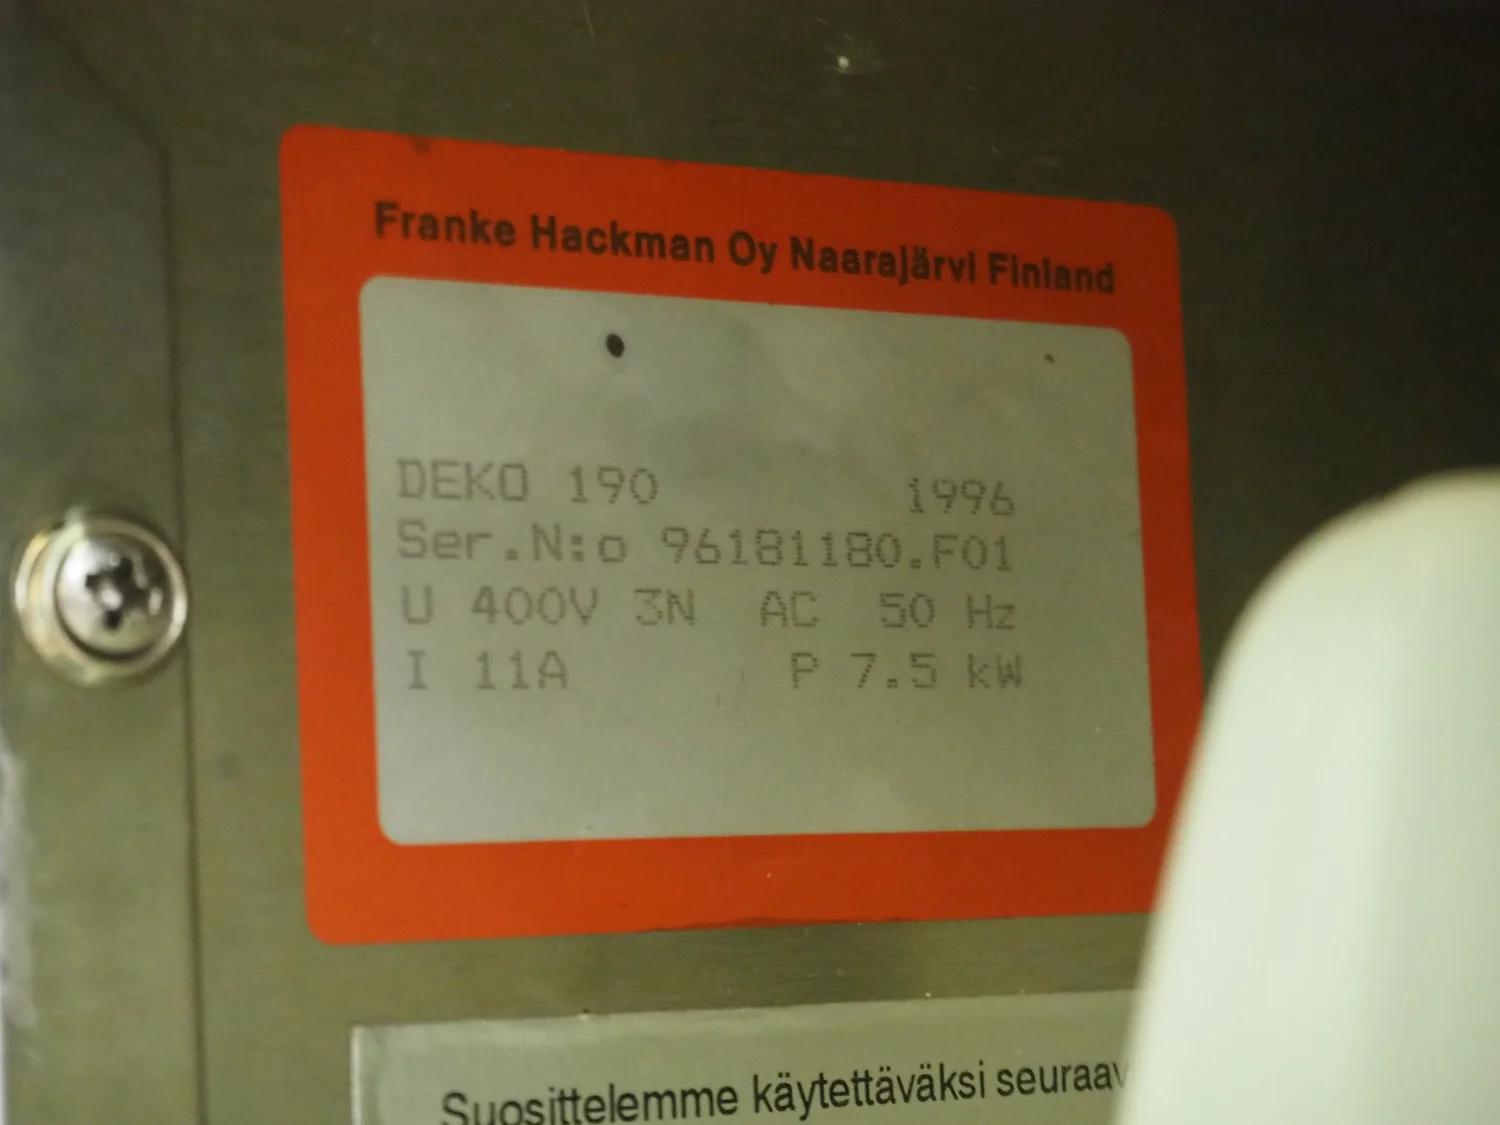 Franke Hackman Oy Naarajärvi Finland
DEKO 190 1996
Ser.N:o 96181180.F01
U 400V 3N AC 50 Hz
I 11A P 7.5 kW
Suosittelemme käytettäväksi